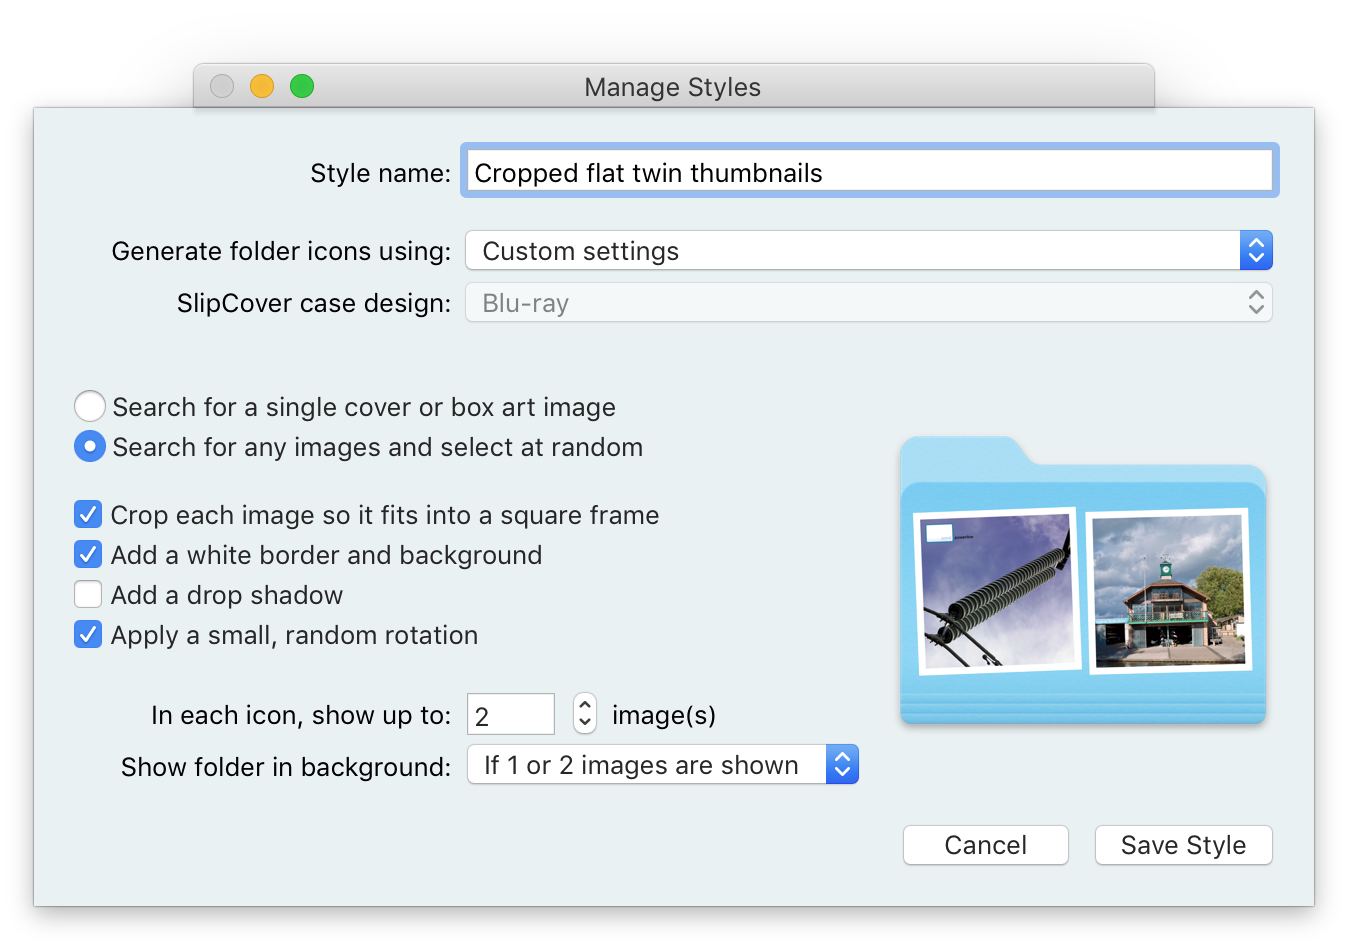 Manage Styles
Style name: Cropped flat twin thumbnails
Generate folder icons using: Custom settings
SlipCover case design: Blu-ray
Search for a single cover or box art image
Search for any images and select at random
Crop each image so it fits into a square frame
Add a white border and background
Add a drop shadow
Apply a small, random rotation
In each icon, show up to: 2 image(s)
Show folder in background: If 1 or 2 images are shown
Cancel Save Style